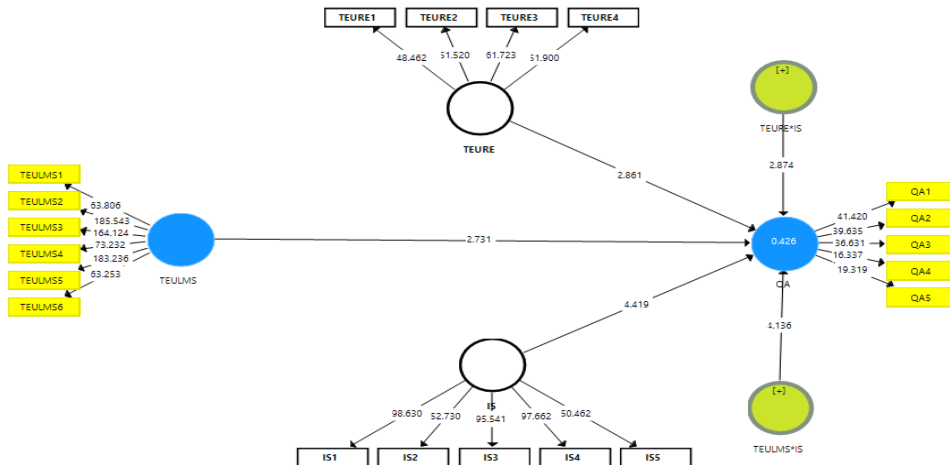 TEURE1 TEURE2 TEURE3 TEURE4
48.462 51.520 61.723 51.900
TEURE
[+]
TEURE*IS
2.874
2.861
TEULMS1
TEULMS2
TEULMS3
TEULMS4
TEULMS5
TEULMS6
63.806
185.543
164.124
73.232
183.236
63.253
TEULMS
2.731
0.426
QA
41.420
39.635
36.631
16.337
19.319
QA1
QA2
QA3
QA4
QA5
4.419
4.136
[+]
TEULMS*IS
IS
98.630 52.730 95.541 97.662 50.462
IS1 IS2 IS3 IS4 IS5